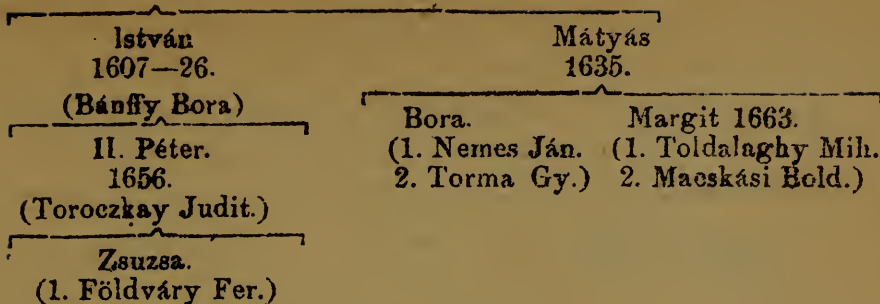 István Mátyás
1607—26. 1635.
(Bánffy Bora)
Bora. Margit 1663.
II. Péter. (1. Nemes Ján. (1. Toldalaghy Mih.
1656. 2. Torma Gy.) 2. Macskási Bold.)
(Toroczkay Judit.)
Zsuzsa.
(1. Földváry Fer.)